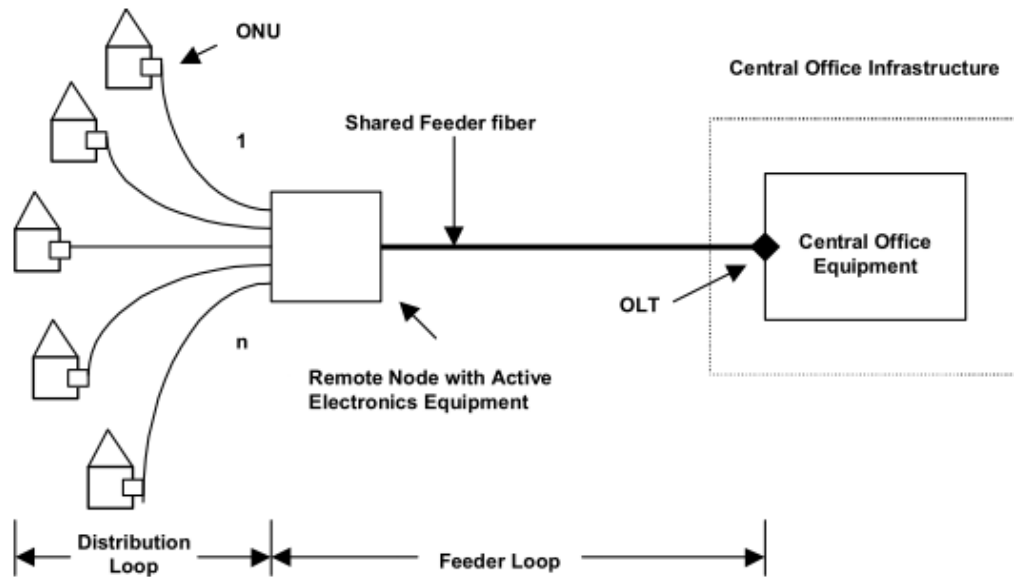 ONU
Central Office Infrastructure
Shared Feeder fiber
1
Central Office
Equipment
OLT
n
Remote Node with Active
Electronics Equipment
Distribution
Loop
Feeder Loop